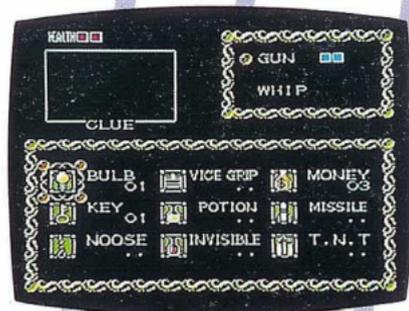 HEALTH
GUN
WHIP
CLUE
BULB VICE GRIP MONEY
01 .. 03
KEY POTION MISSILE
01 .. ..
NOOSE INVISIBLE T.N.T
.. .. ..